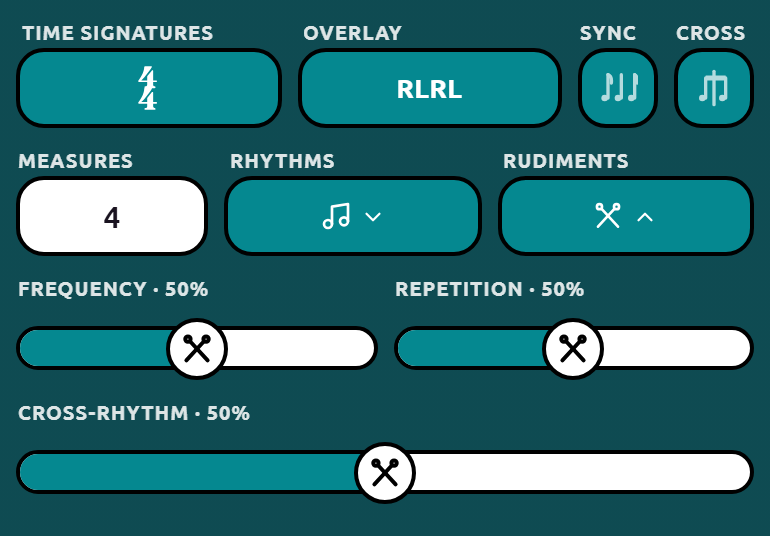 TIME SIGNATURES OVERLAY SYNC CROSS
4
4
RLRL
MEASURES RHYTHMS RUDIMENTS
4
FREQUENCY · 50% REPETITION · 50%
CROSS-RHYTHM · 50%